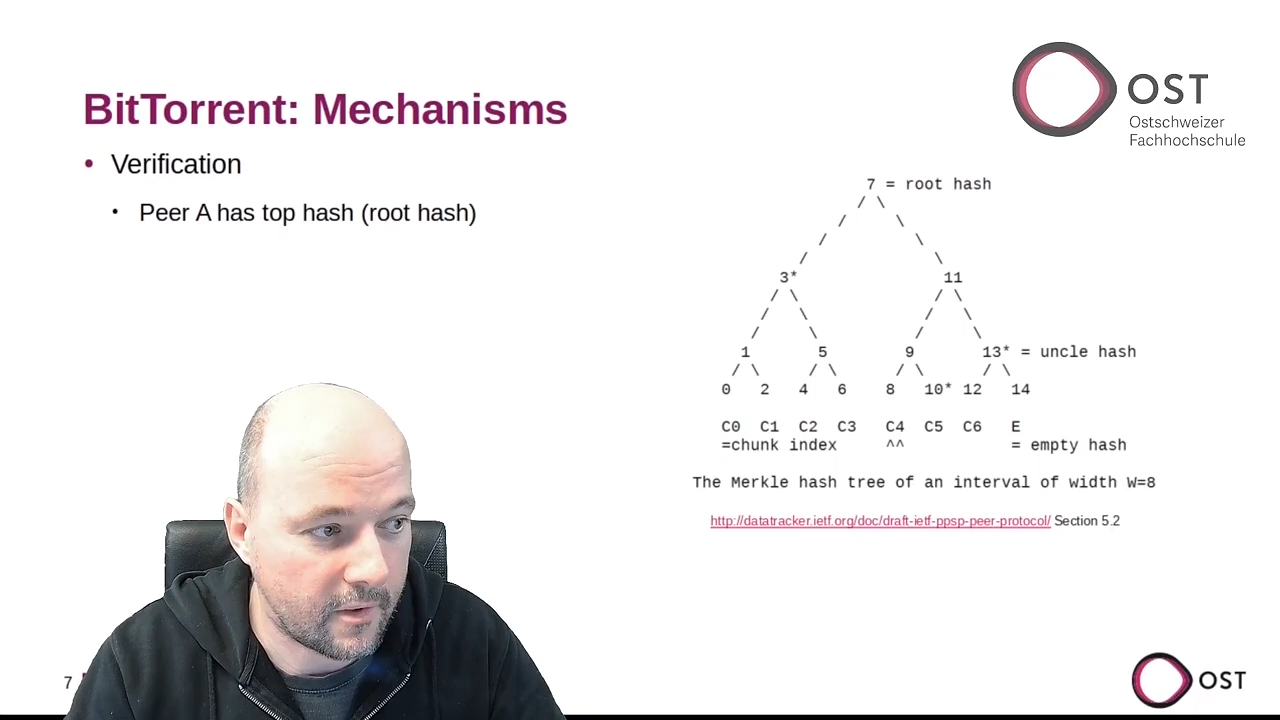 BitTorrent: Mechanisms
• Verification
• Peer A has top hash (root hash)
OST
Ostschweizer
Fachhochschule
7 = root hash
/ \
/ \
/ \
/ \
3* 11
/ \ / \
/ \ / \
/ \ / \
1 5 9 13* = uncle hash
/ \ / \ / \ / \
0 2 4 6 8 10* 12 14
C0 C1 C2 C3 C4 C5 C6 E
=chunk index ^^ = empty hash
The Merkle hash tree of an interval of width W=8
http://datatracker.ietf.org/doc/draft-ietf-ppsp-peer-protocol/ Section 5.2
7
OST